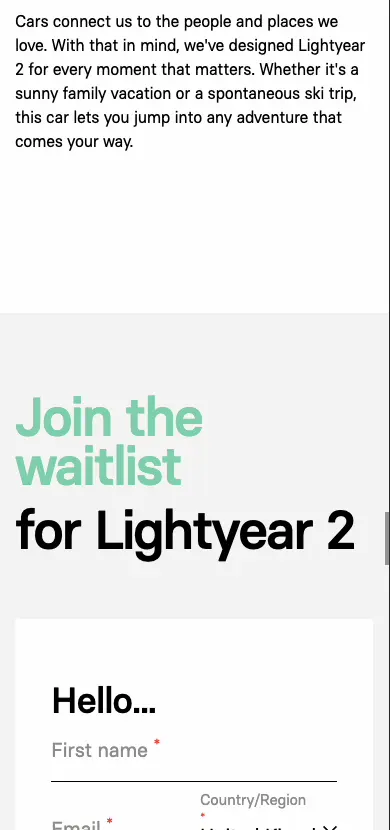 Cars connect us to the people and places we
love. With that in mind, we've designed Lightyear
2 for every moment that matters. Whether it's a
sunny family vacation or a spontaneous ski trip,
this car lets you jump into any adventure that
comes your way.
Join the
waitlist
for Lightyear 2
Hello...
First name *
Country/Region
*
Email *